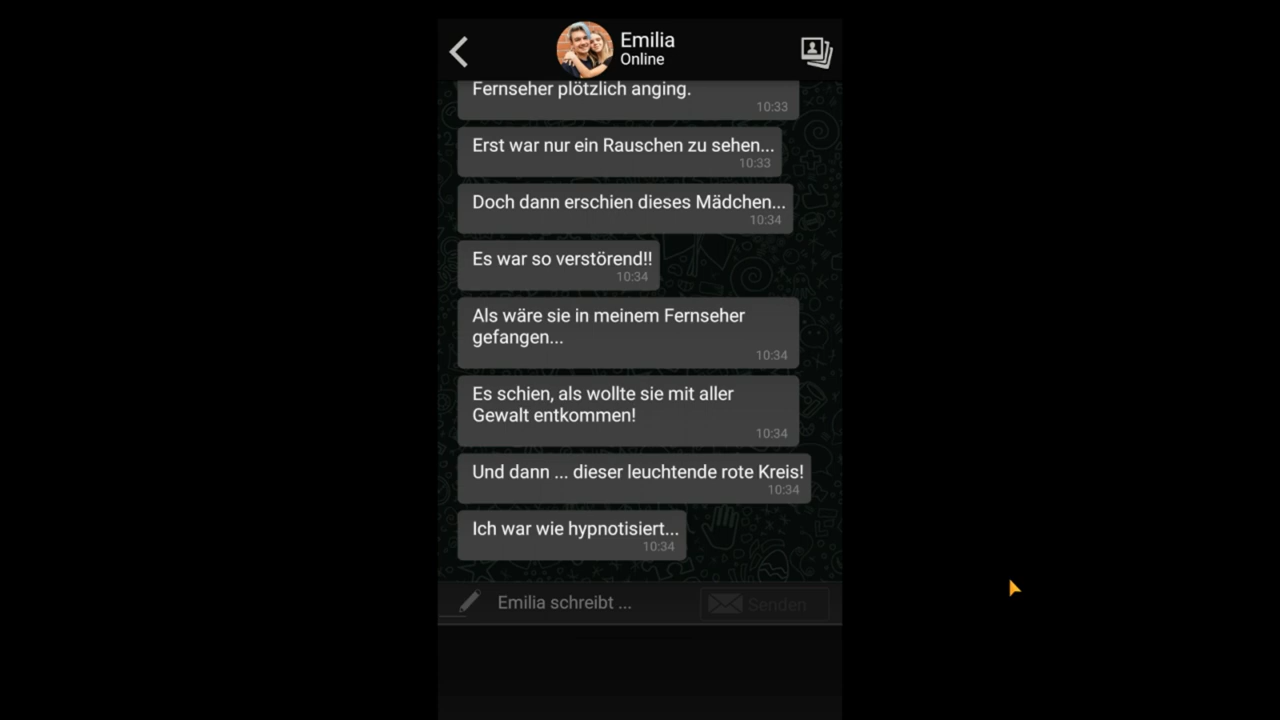 Emilia
Online
Fernseher plötzlich anging.
10:33
Erst war nur ein Rauschen zu sehen...
10:33
Doch dann erschien dieses Mädchen...
10:34
Es war so verstörend!!
10:34
Als wäre sie in meinem Fernseher
gefangen...
10:34
Es schien, als wollte sie mit aller
Gewalt entkommen!
10:34
Und dann ... dieser leuchtende rote Kreis!
10:34
Ich war wie hypnotisiert...
10:34
Emilia schreibt ...
Senden